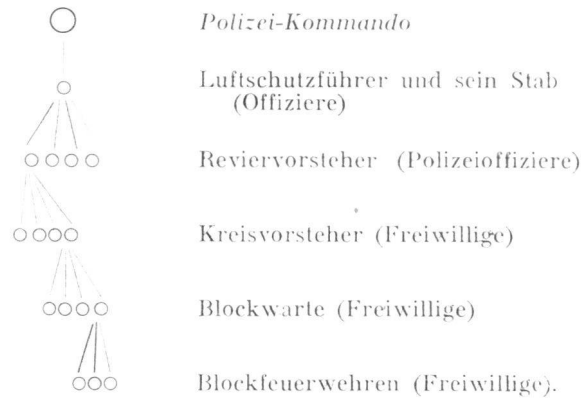 Polizei-Kommando
Luftschutzführer und sein Stab
(Offiziere)
Reviervorsteher (Polizeioffiziere)
Kreisvorsteher (Freiwillige)
Blockwarte (Freiwillige)
Blockfeuerwehren (Freiwillige).